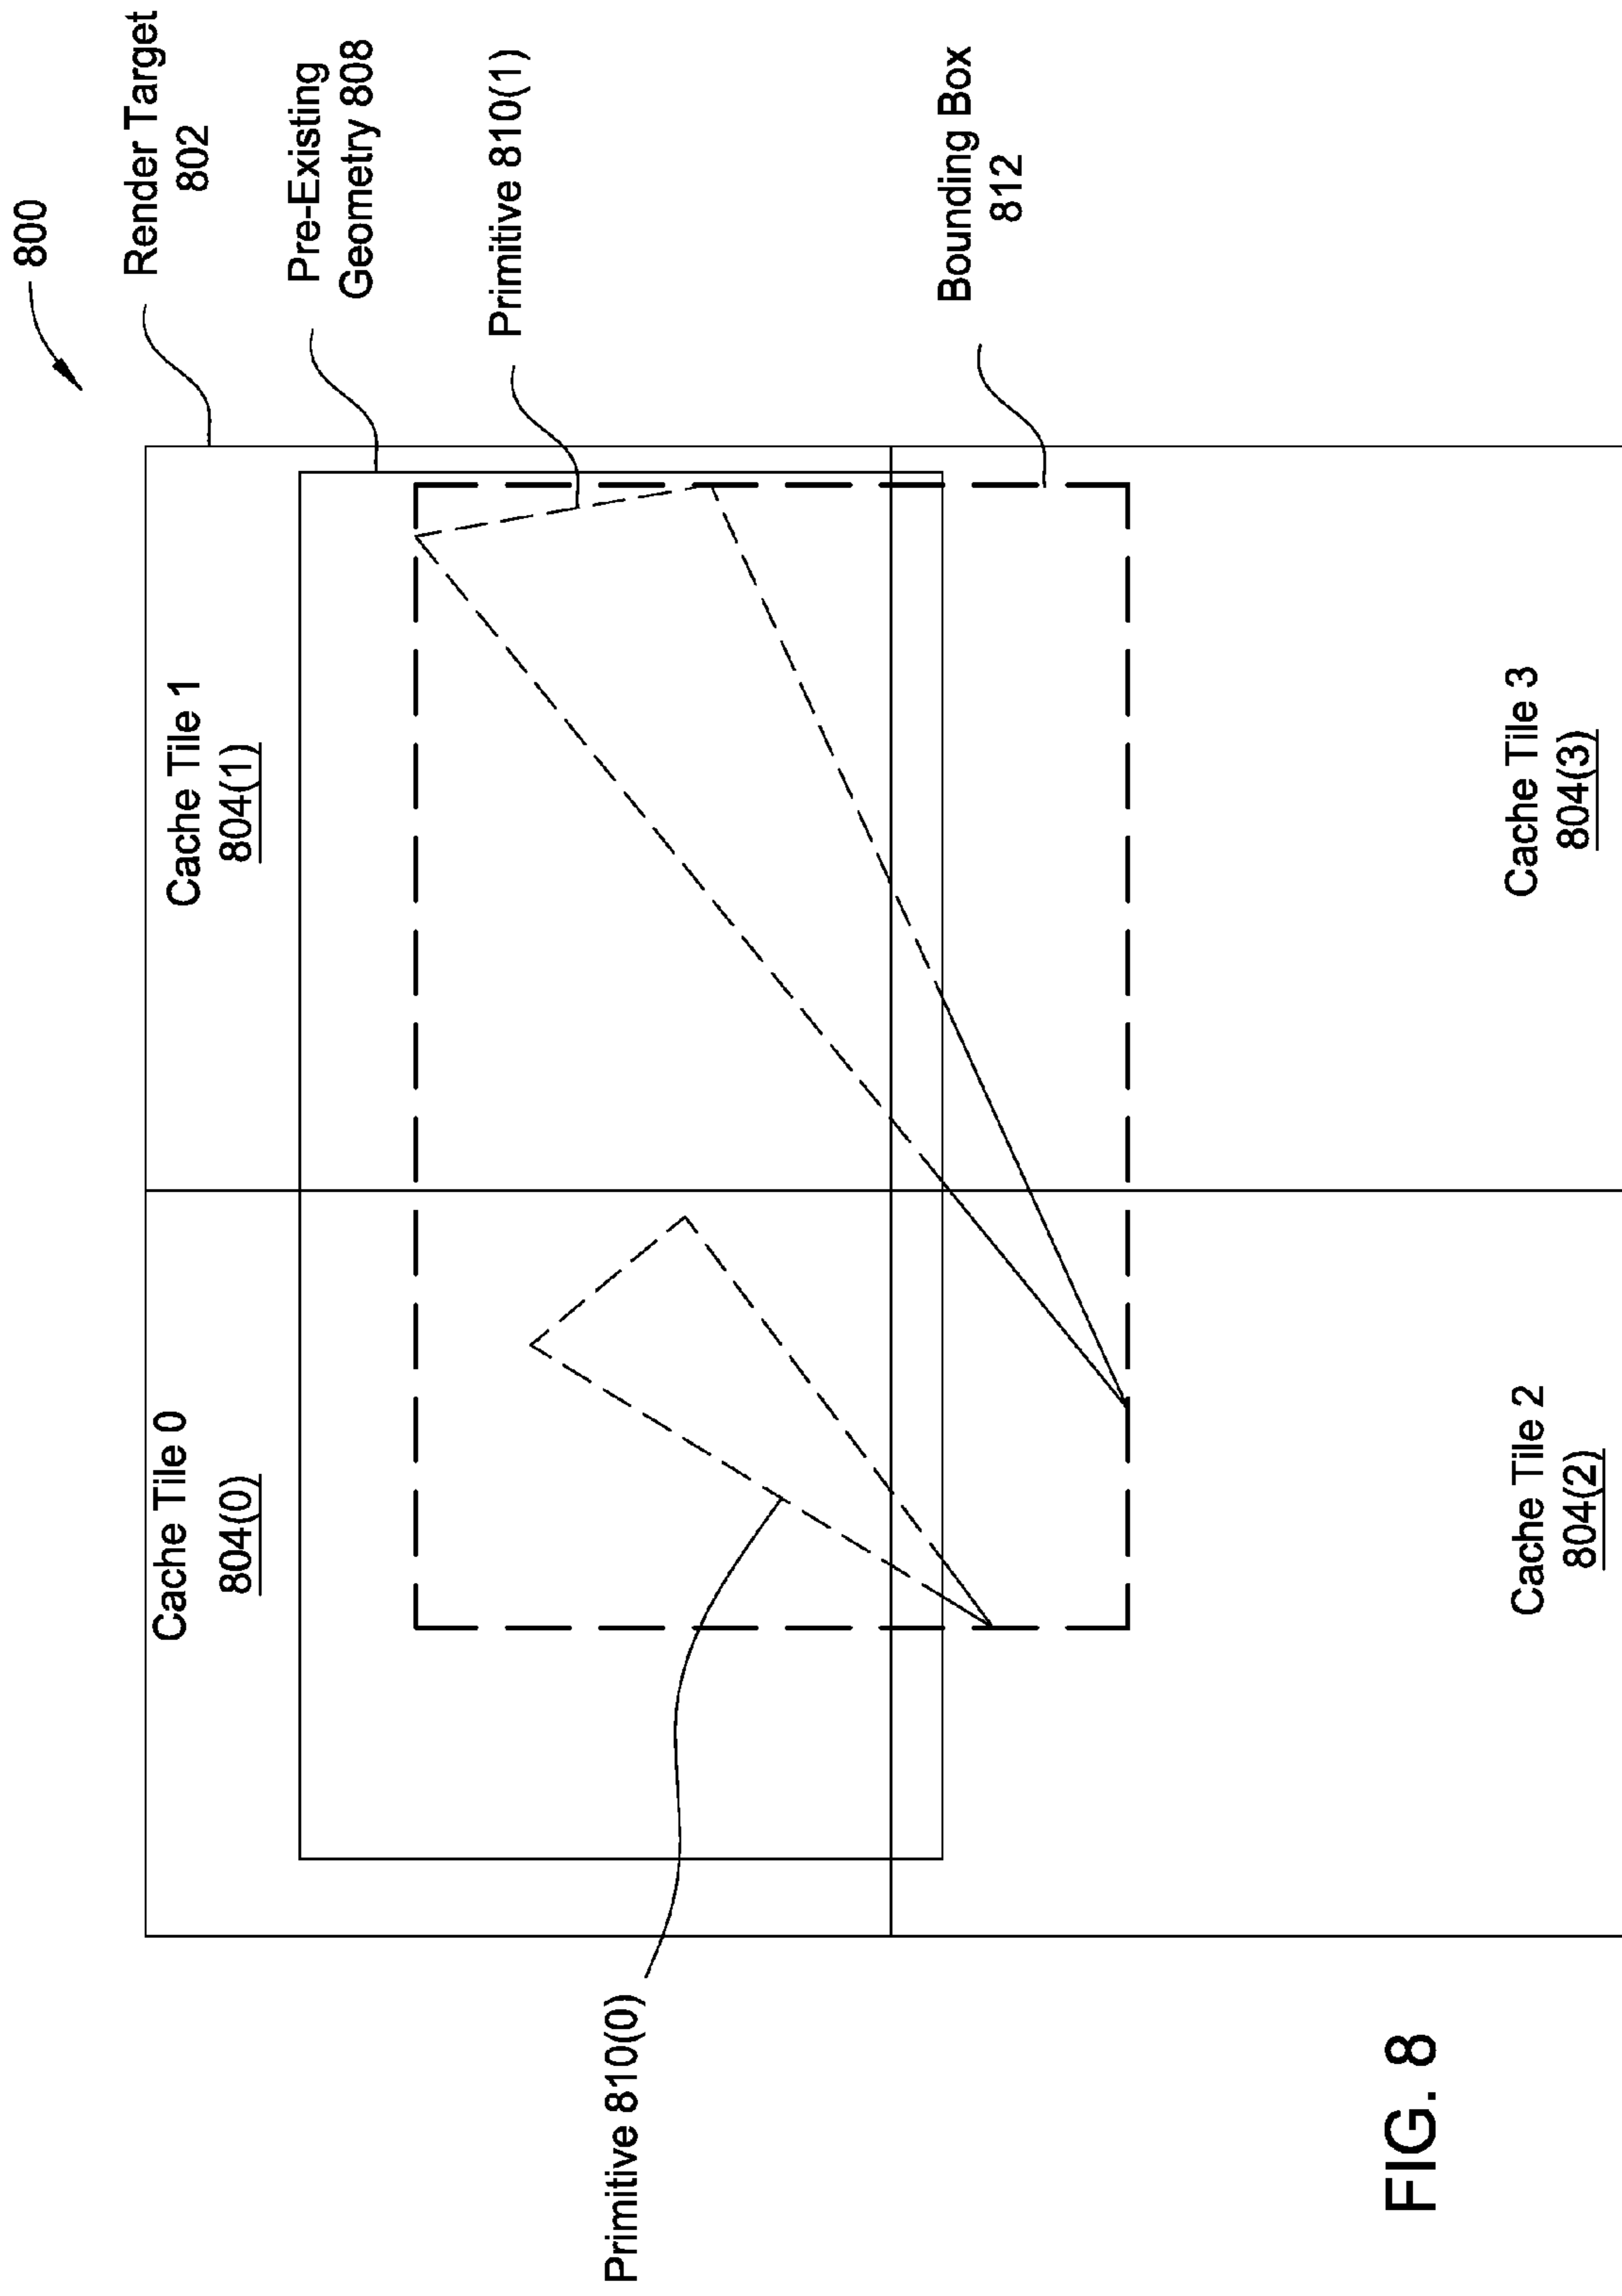 800
Render Target
802
Pre-Existing
Geometry 808
Primitive 810(1)
Bounding Box
812
Cache Tile 0
804(0)
Cache Tile 1
804(1)
Cache Tile 2
804(2)
Cache Tile 3
804(3)
Primitive 810(0)
FIG. 8